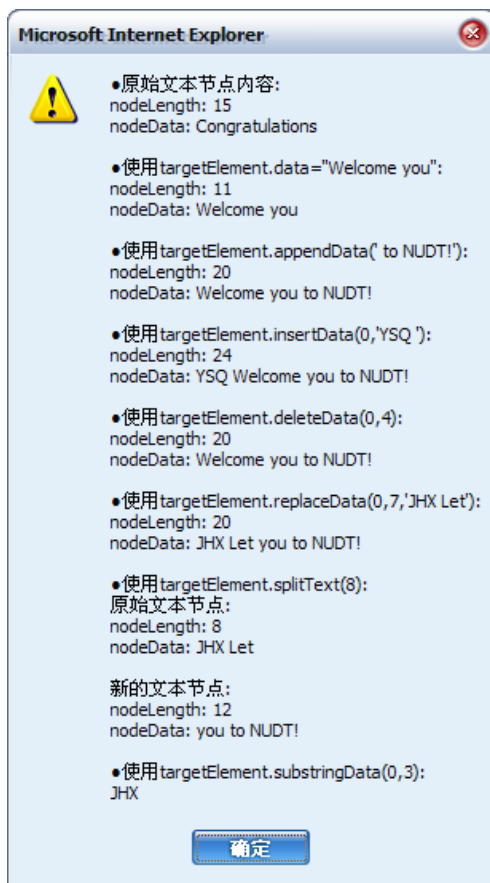 Microsoft Internet Explorer
●原始文本节点内容:
nodeLength: 15
nodeData: Congratulations
●使用targetElement.data="Welcome you":
nodeLength: 11
nodeData: Welcome you
●使用targetElement.appendData(' to NUDT!'):
nodeLength: 20
nodeData: Welcome you to NUDT!
●使用targetElement.insertData(0,'YSQ '):
nodeLength: 24
nodeData: YSQ Welcome you to NUDT!
●使用targetElement.deleteData(0,4):
nodeLength: 20
nodeData: Welcome you to NUDT!
●使用targetElement.replaceData(0,7,'JHX Let'):
nodeLength: 20
nodeData: JHX Let you to NUDT!
●使用targetElement.splitText(8):
原始文本节点:
nodeLength: 8
nodeData: JHX Let
新的文本节点:
nodeLength: 12
nodeData: you to NUDT!
●使用targetElement.substringData(0,3):
JHX
确定